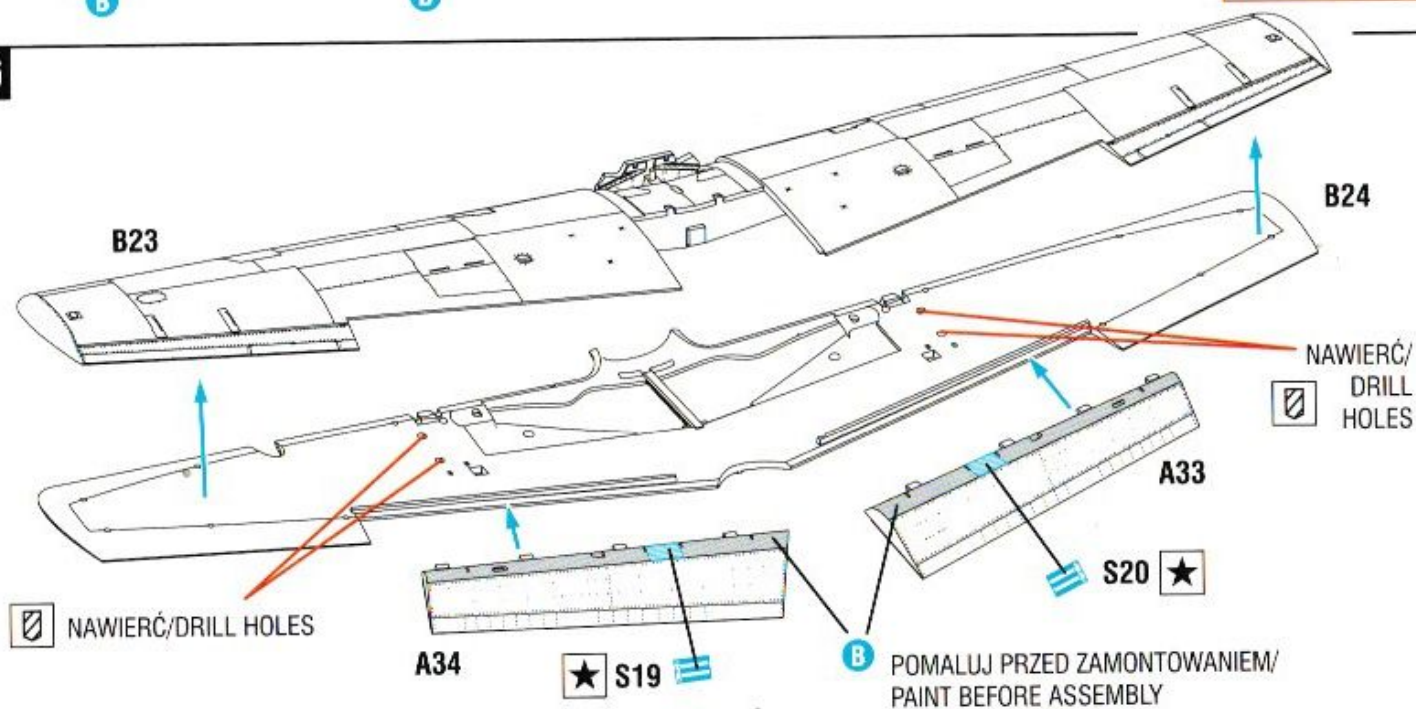 B
B
B23
B24
NAWIERĆ/
DRILL
HOLES
A33
S20
NAWIERĆ/DRILL HOLES
A34
S19
B
POMALUJ PRZED ZAMONTOWANIEM/
PAINT BEFORE ASSEMBLY